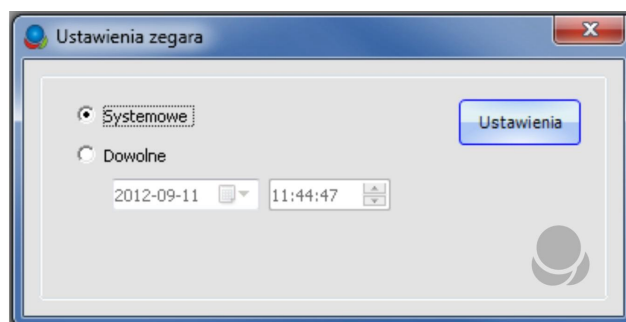 Ustawienia zegara
Systemowe
Ustawienia
Dowolne
2012-09-11 11:44:47